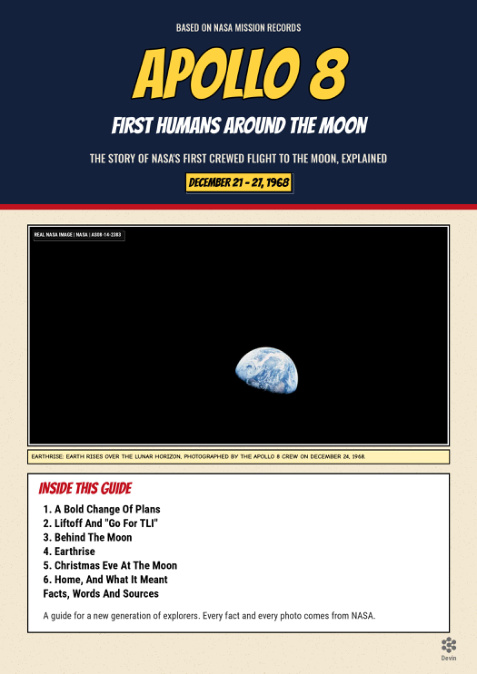 BASED ON NASA MISSION RECORDS
APOLLO 8
FIRST HUMANS AROUND THE MOON
THE STORY OF NASA'S FIRST CREWED FLIGHT TO THE MOON, EXPLAINED
DECEMBER 21 – 27, 1968
REAL NASA IMAGE | NASA | AS08-14-2383
EARTHRISE: EARTH RISES OVER THE LUNAR HORIZON, PHOTOGRAPHED BY THE APOLLO 8 CREW ON DECEMBER 24, 1968.
INSIDE THIS GUIDE
1. A Bold Change Of Plans
2. Liftoff And "Go For TLI"
3. Behind The Moon
4. Earthrise
5. Christmas Eve At The Moon
6. Home, And What It Meant
Facts, Words And Sources
A guide for a new generation of explorers. Every fact and every photo comes from NASA.
Devin